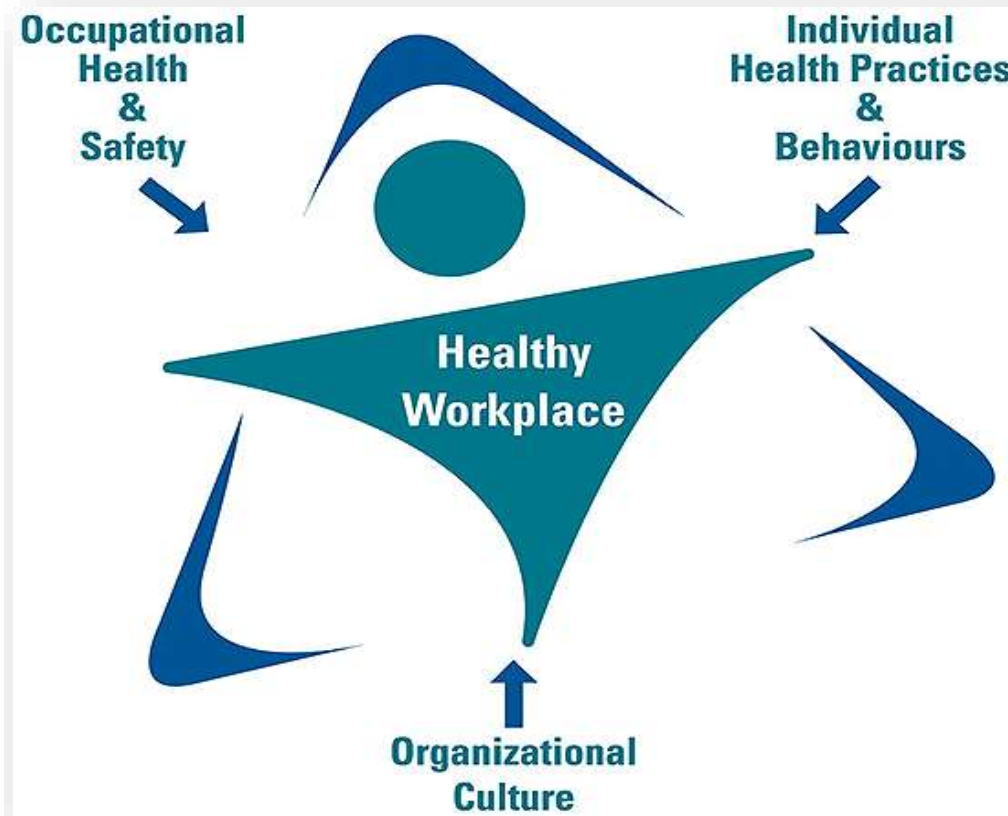 Occupational
Health
&
Safety
Individual
Health Practices
&
Behaviours
Healthy
Workplace
Organizational
Culture